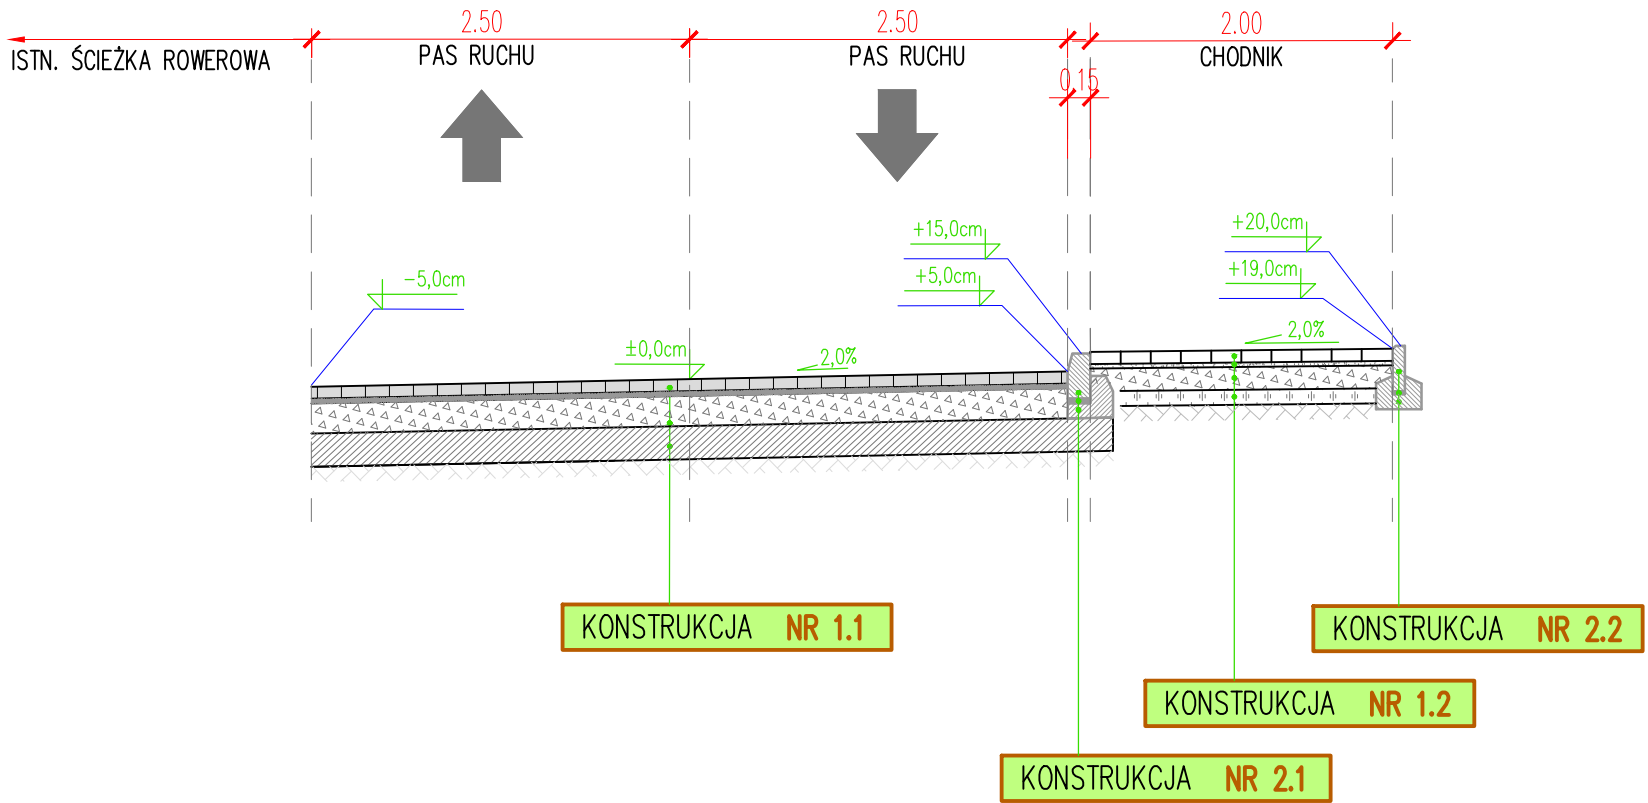 2.50 2.50 2.00
ISTN. ŚCIEŻKA ROWEROWA PAS RUCHU PAS RUCHU CHODNIK
0.15
+15,0cm +20,0cm
-5,0cm +5,0cm +19,0cm
±0,0cm 2,0% 2,0%
KONSTRUKCJA NR 1.1
KONSTRUKCJA NR 2.2
KONSTRUKCJA NR 1.2
KONSTRUKCJA NR 2.1